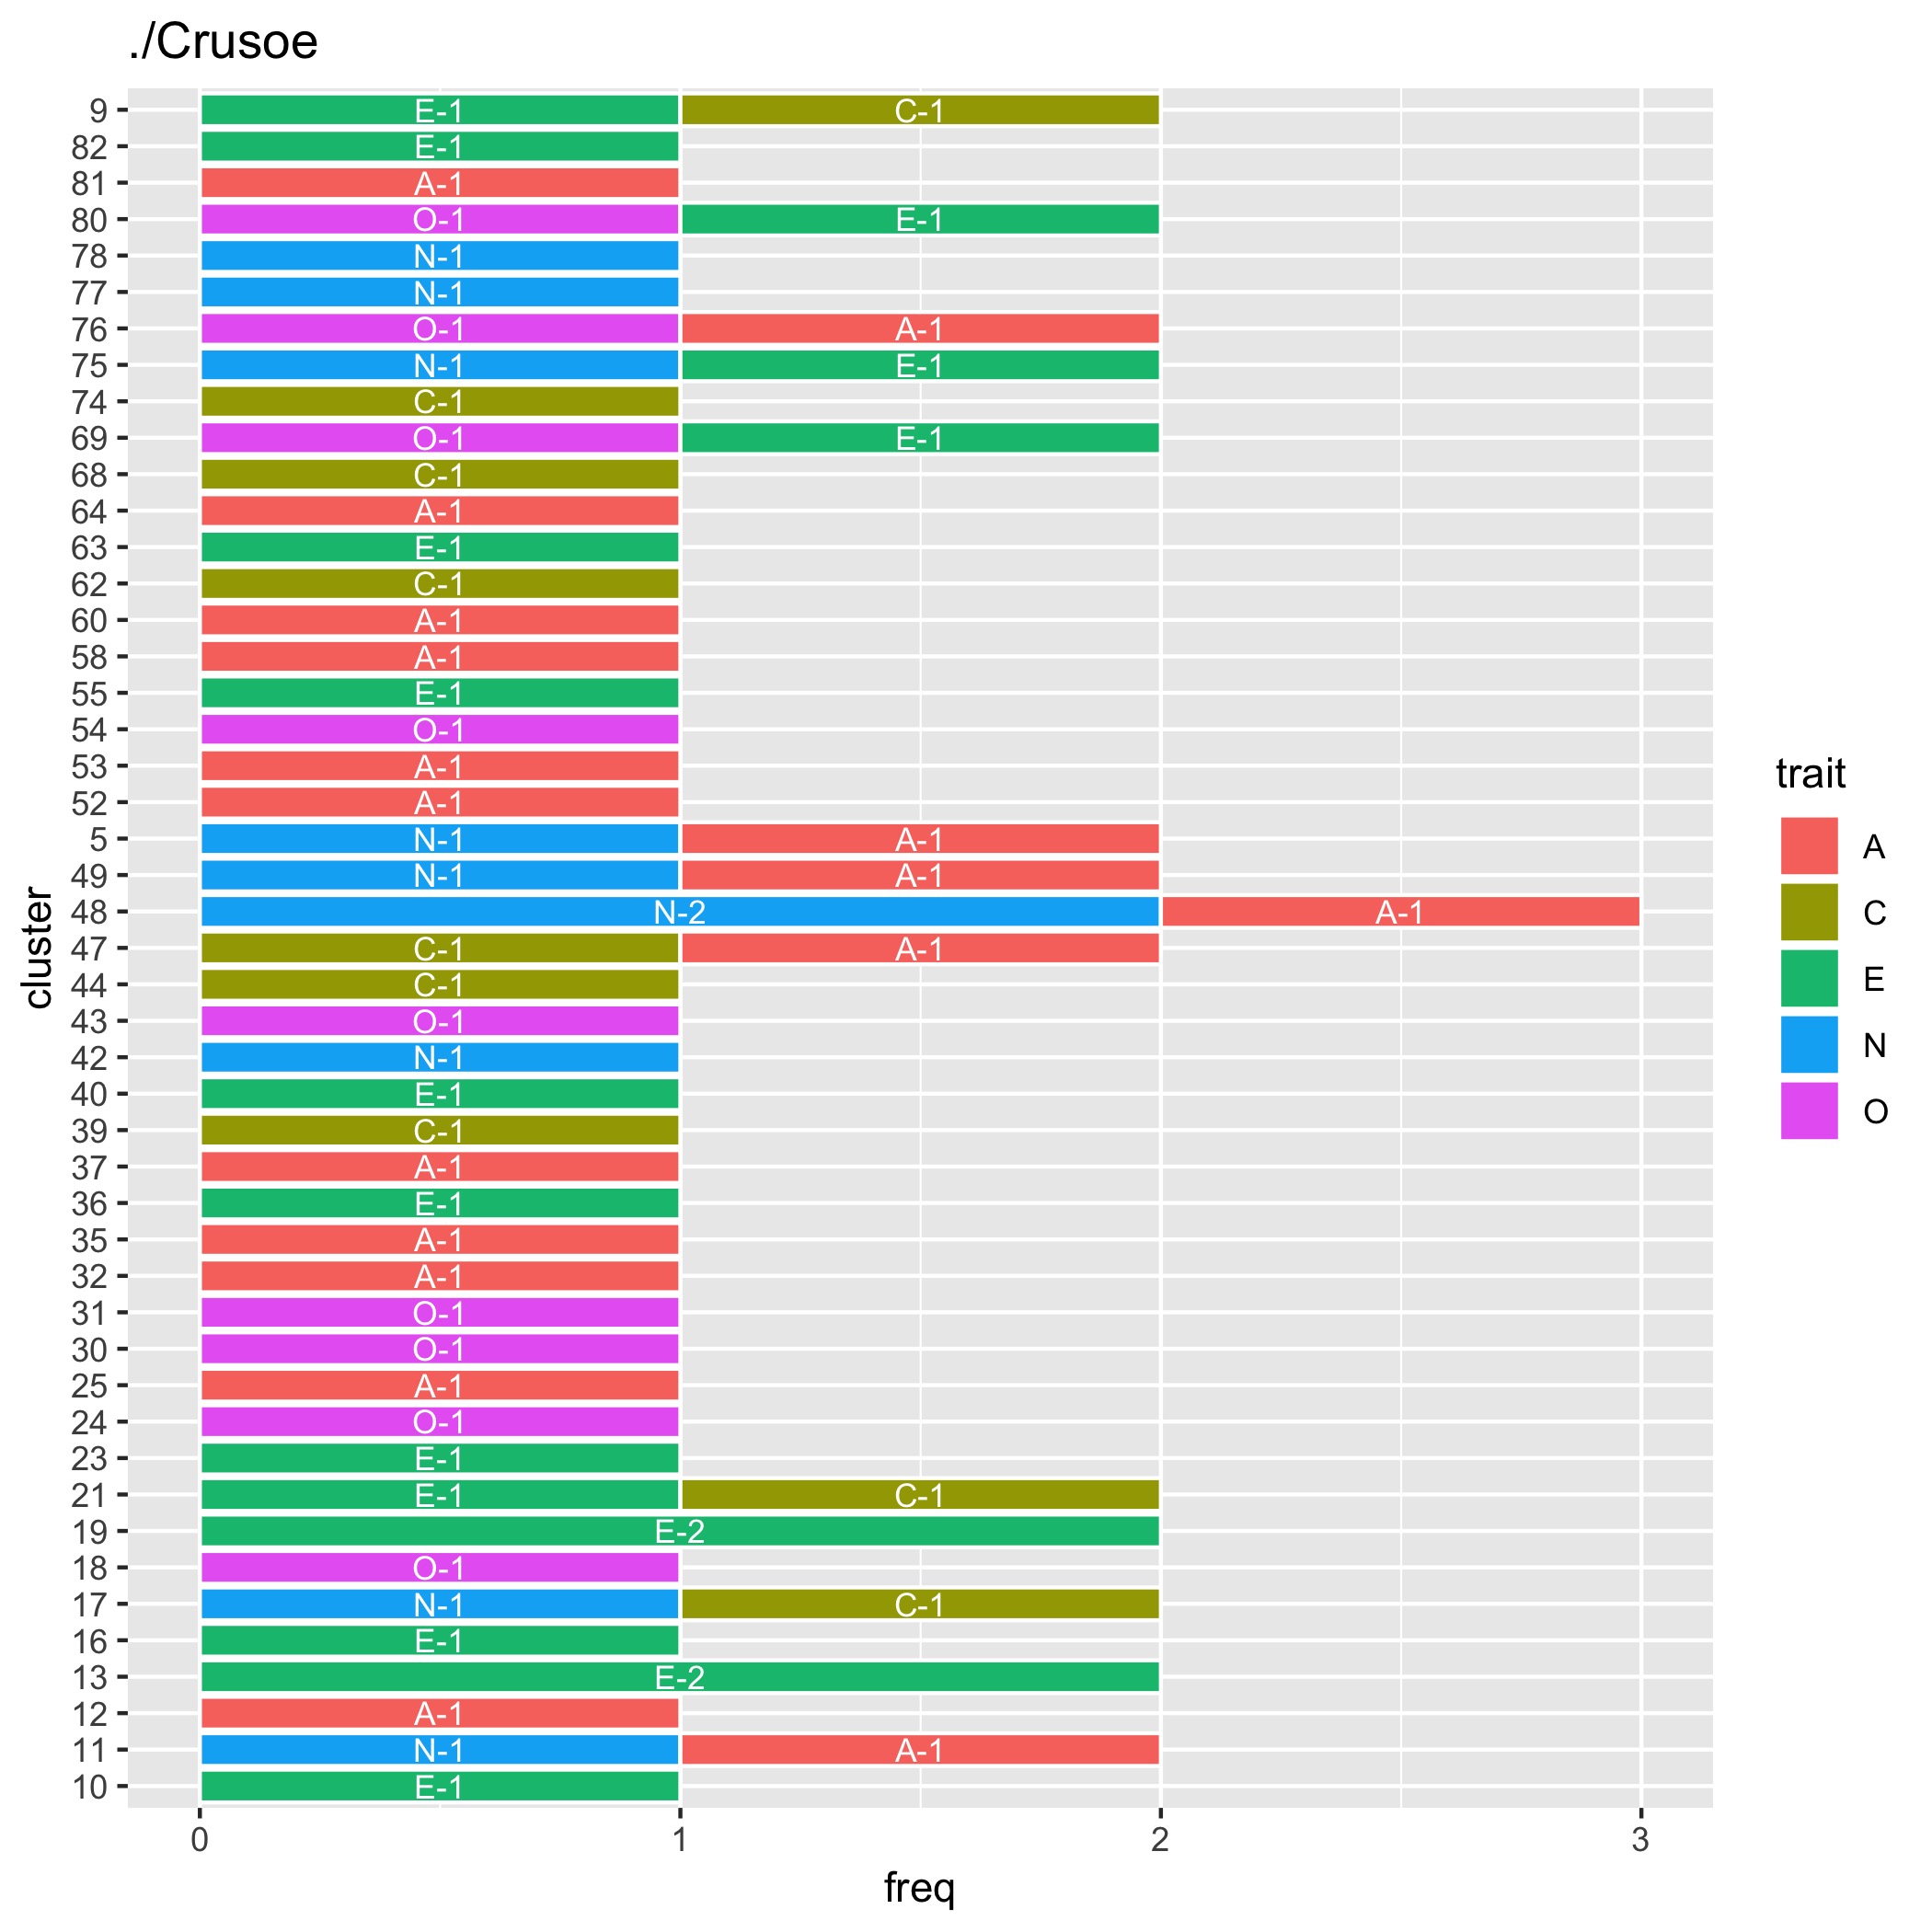 ./Crusoe
9 E-1 C-1
82 E-1
81 A-1
80 O-1 E-1
78 N-1
77 N-1
76 O-1 A-1
75 N-1 E-1
74 C-1
69 O-1 E-1
68 C-1
64 A-1
63 E-1
62 C-1
60 A-1
58 A-1
55 E-1
54 O-1
53 A-1
52 A-1
5 N-1 A-1
49 N-1 A-1
48 N-2 A-1
47 C-1 A-1
44 C-1
43 O-1
42 N-1
40 E-1
39 C-1
37 A-1
36 E-1
35 A-1
32 A-1
31 O-1
30 O-1
25 A-1
24 O-1
23 E-1
21 E-1 C-1
19 E-2
18 O-1
17 N-1 C-1
16 E-1
13 E-2
12 A-1
11 N-1 A-1
10 E-1
0 1 2 3
freq
cluster
trait
A
C
E
N
O